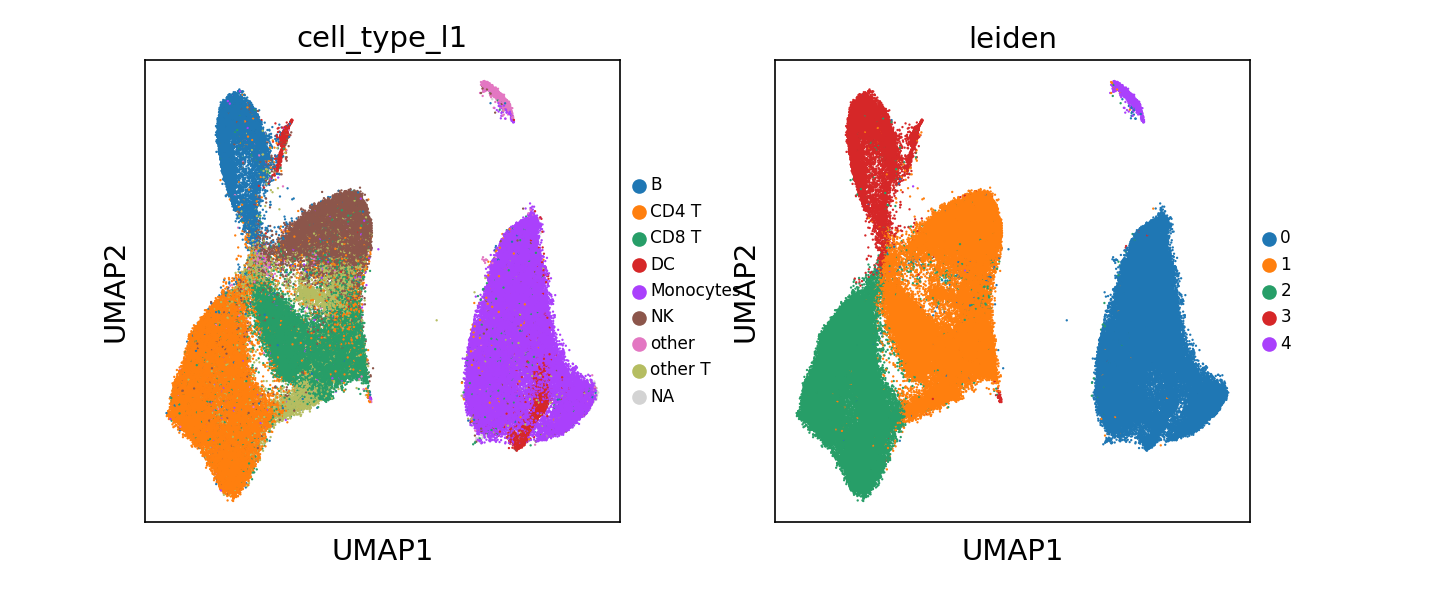 cell_type_l1
UMAP2
UMAP1
B
CD4 T
CD8 T
DC
Monocytes
NK
other
other T
NA
leiden
UMAP2
UMAP1
0
1
2
3
4